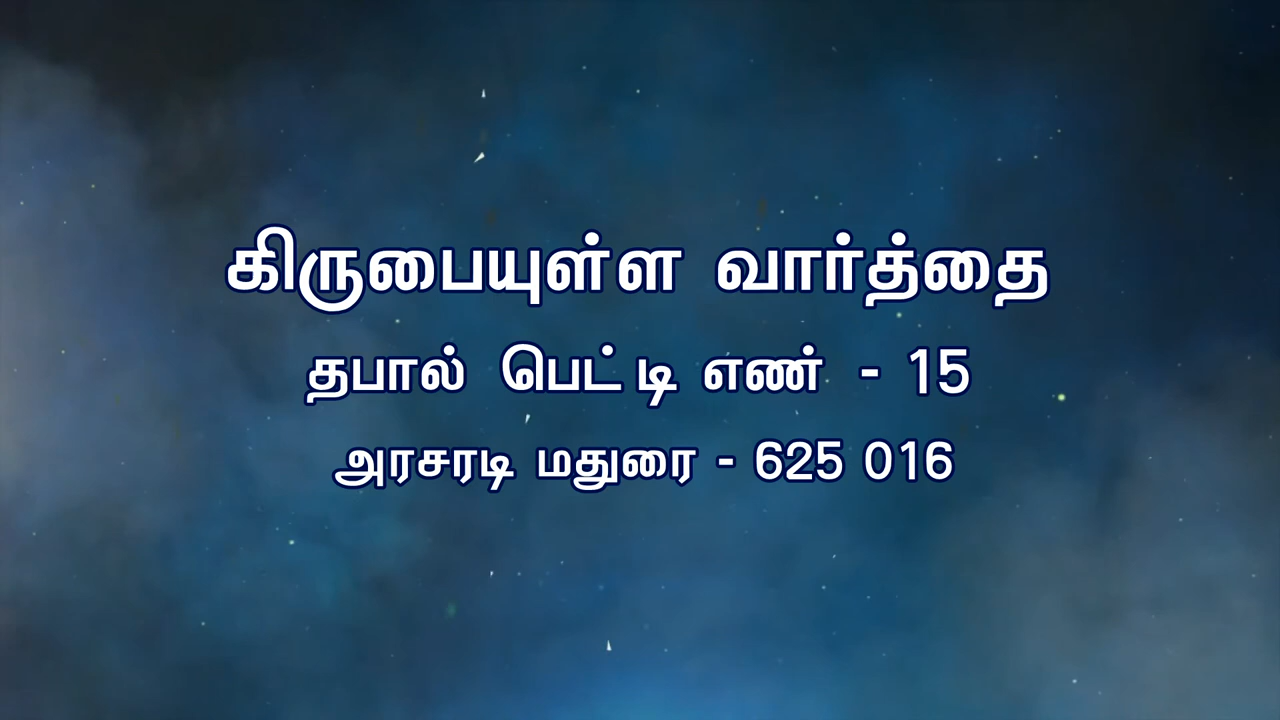 கிருபையுள்ள வார்த்தை
தபால் பெட்டி எண் - 15
அரசரடி மதுரை - 625 016